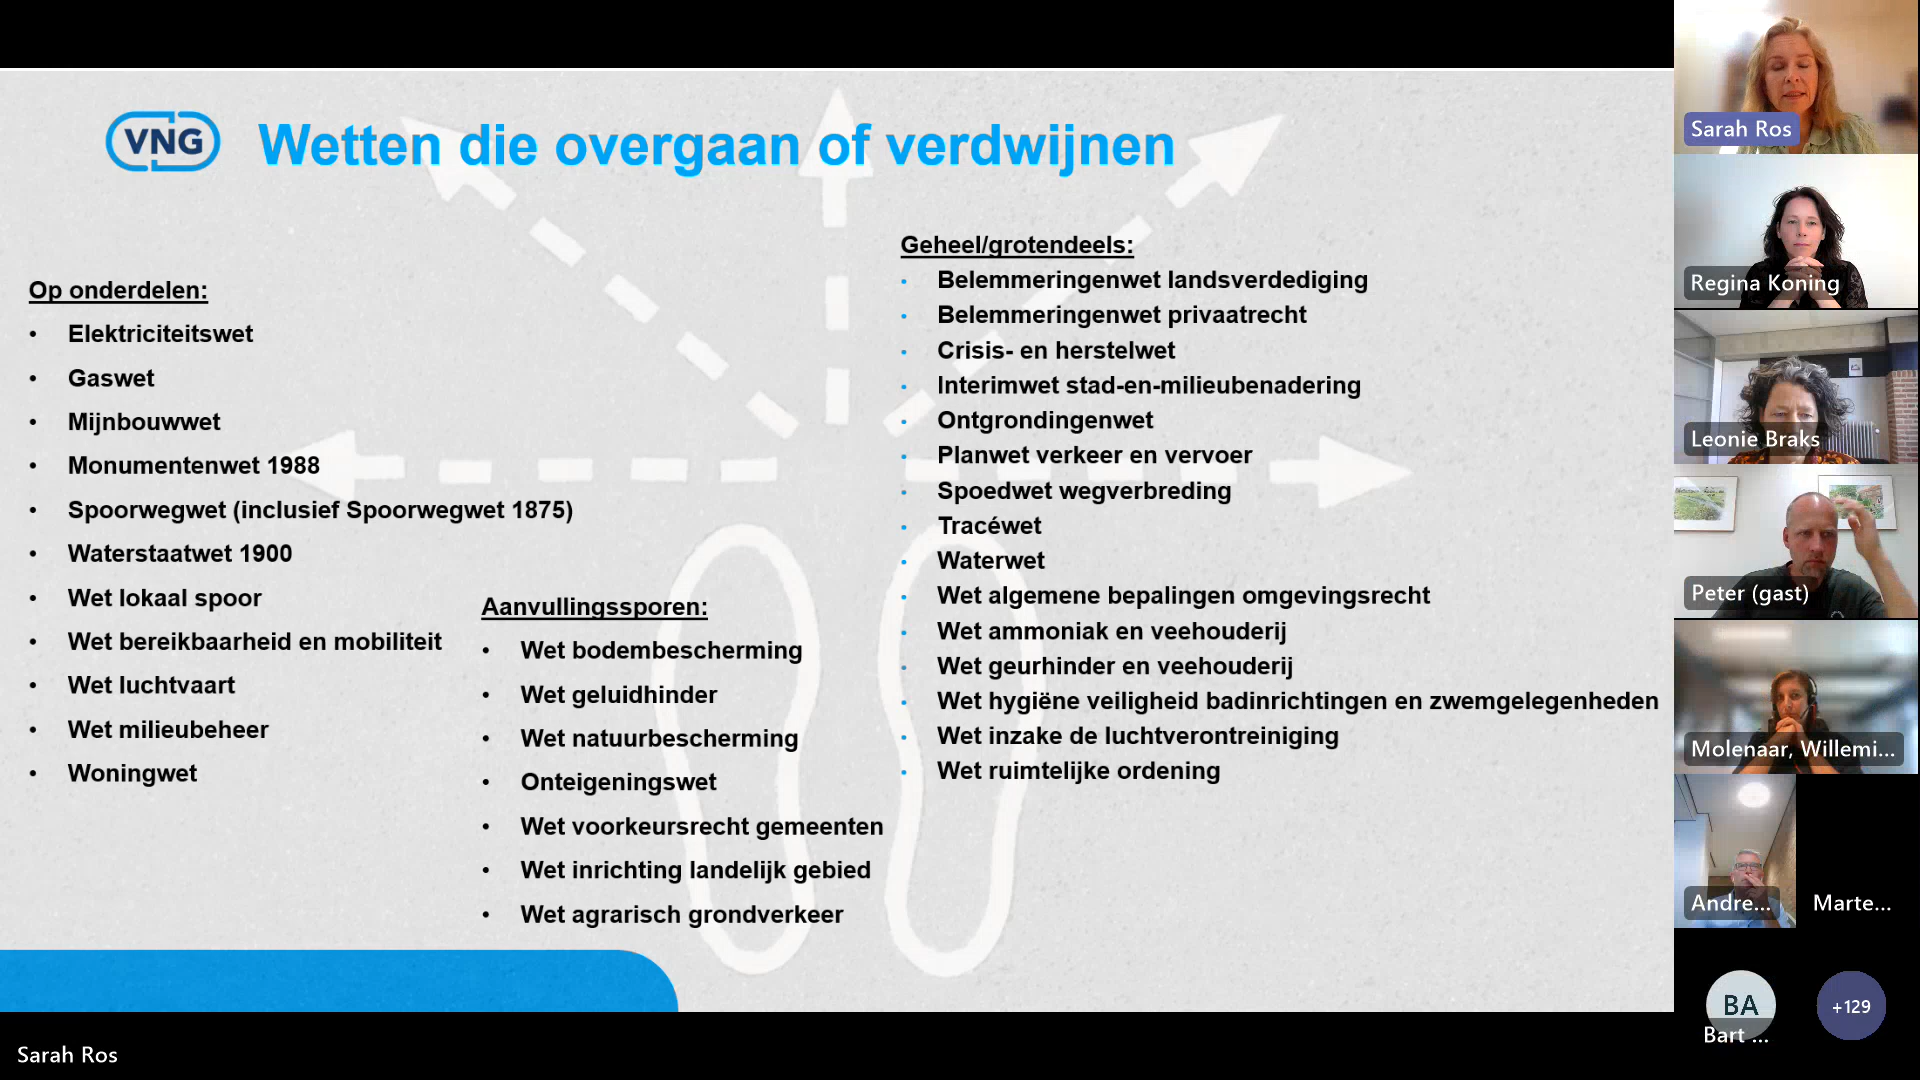 VNG
Wetten die overgaan of verdwijnen
Op onderdelen:
• Elektriciteitswet
• Gaswet
• Mijnbouwwet
• Monumentenwet 1988
• Spoorwegwet (inclusief Spoorwegwet 1875)
• Waterstaatwet 1900
• Wet lokaal spoor
• Wet bereikbaarheid en mobiliteit
• Wet luchtvaart
• Wet milieubeheer
• Woningwet
Aanvullingssporen:
• Wet bodembescherming
• Wet geluidhinder
• Wet natuurbescherming
• Onteigeningswet
• Wet voorkeursrecht gemeenten
• Wet inrichting landelijk gebied
• Wet agrarisch grondverkeer
Geheel/grotendeels:
• Belemmeringenwet landsverdediging
• Belemmeringenwet privaatrecht
• Crisis- en herstelwet
• Interimwet stad-en-milieubenadering
• Ontgrondingenwet
• Planwet verkeer en vervoer
• Spoedwet wegverbreding
• Tracéwet
• Waterwet
• Wet algemene bepalingen omgevingsrecht
• Wet ammoniak en veehouderij
• Wet geurhinder en veehouderij
• Wet hygiëne veiligheid badinrichtingen en zwemgelegenheden
• Wet inzake de luchtverontreiniging
• Wet ruimtelijke ordening
Sarah Ros
Regina Koning
Leonie Braks
Peter (gast)
Molenaar, Willemi...
Andre...
Marte...
BA
Bart ...
+129
Sarah Ros